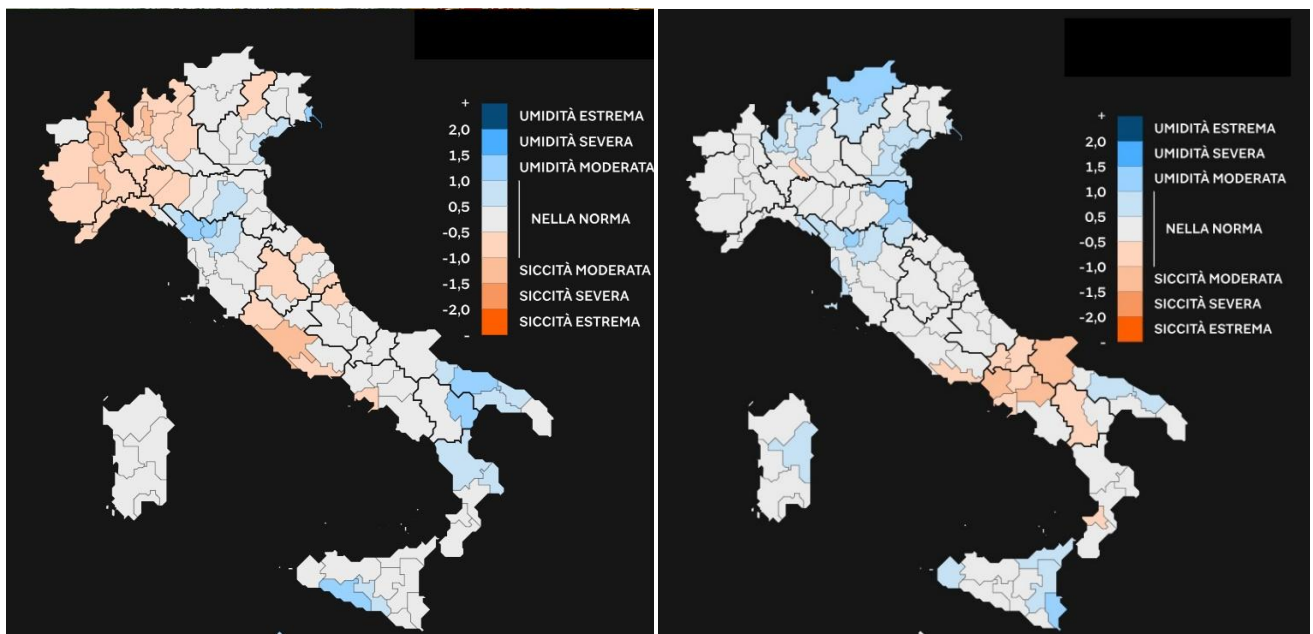 +
UMIDITÀ ESTREMA
2,0
UMIDITÀ SEVERA
1,5
UMIDITÀ MODERATA
1,0
0,5
NELLA NORMA
-0,5
-1,0
SICCITÀ MODERATA
-1,5
SICCITÀ SEVERA
-2,0
SICCITÀ ESTREMA
-
+
UMIDITÀ ESTREMA
2,0
UMIDITÀ SEVERA
1,5
UMIDITÀ MODERATA
1,0
0,5
NELLA NORMA
-0,5
-1,0
SICCITÀ MODERATA
-1,5
SICCITÀ SEVERA
-2,0
SICCITÀ ESTREMA
-